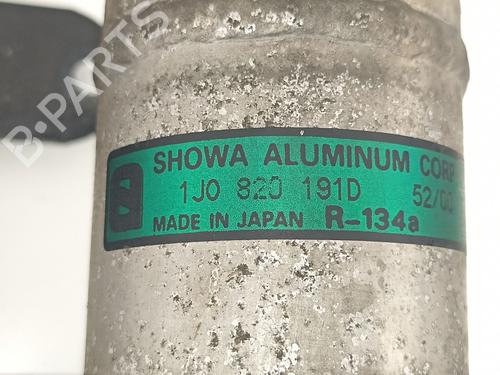 B-PARTS
SHOWA ALUMINUM CORP
1J0 820 191D 52/00
MADE IN JAPAN R-134a